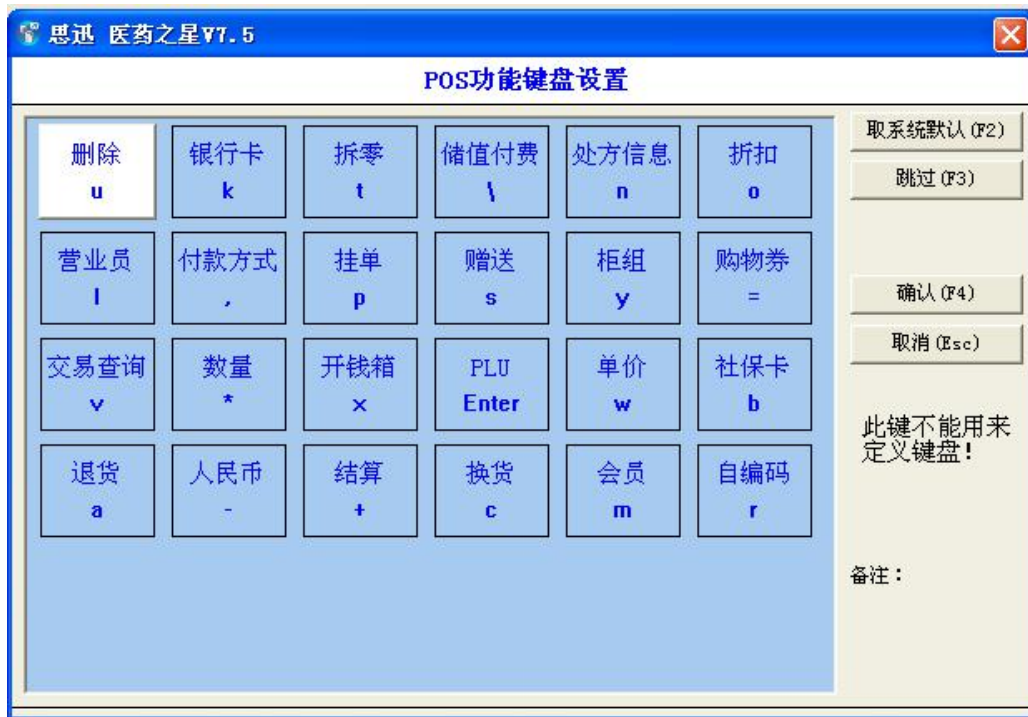 思迅 医药之星V7.5
POS功能键盘设置
删除 银行卡 拆零 储值付费 处方信息 折扣
u k t \ n o
营业员 付款方式 挂单 赠送 柜组 购物券
l , p s y =
交易查询 数量 开钱箱 PLU 单价 社保卡
v * x Enter w b
退货 人民币 结算 换货 会员 自编码
a - + c m r
取系统默认(F2)
跳过(F3)
确认(F4)
取消(Esc)
此键不能用来
定义键盘!
备注：